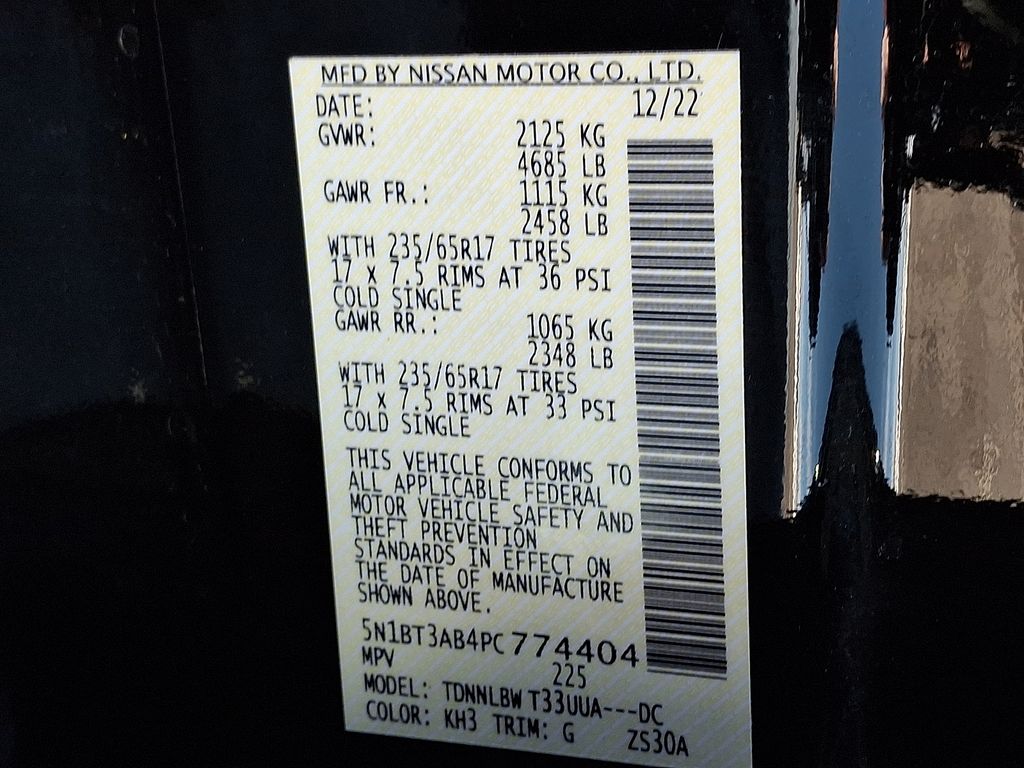 MFD BY NISSAN MOTOR CO., LTD.
DATE: 12/22
GVWR: 2125 KG
4685 LB
GAWR FR.: 1115 KG
2458 LB
WITH 235/65R17 TIRES
17 X 7.5 RIMS AT 36 PSI
COLD SINGLE
GAWR RR.: 1065 KG
2348 LB
WITH 235/65R17 TIRES
17 X 7.5 RIMS AT 33 PSI
COLD SINGLE
THIS VEHICLE CONFORMS TO
ALL APPLICABLE FEDERAL
MOTOR VEHICLE SAFETY AND
THEFT PREVENTION
STANDARDS IN EFFECT ON
THE DATE OF MANUFACTURE
SHOWN ABOVE.
5N1BT3AB4PC774404
MPV 225
MODEL: TDNNLBW T33UUA---DC
COLOR: KH3 TRIM: G ZS30A